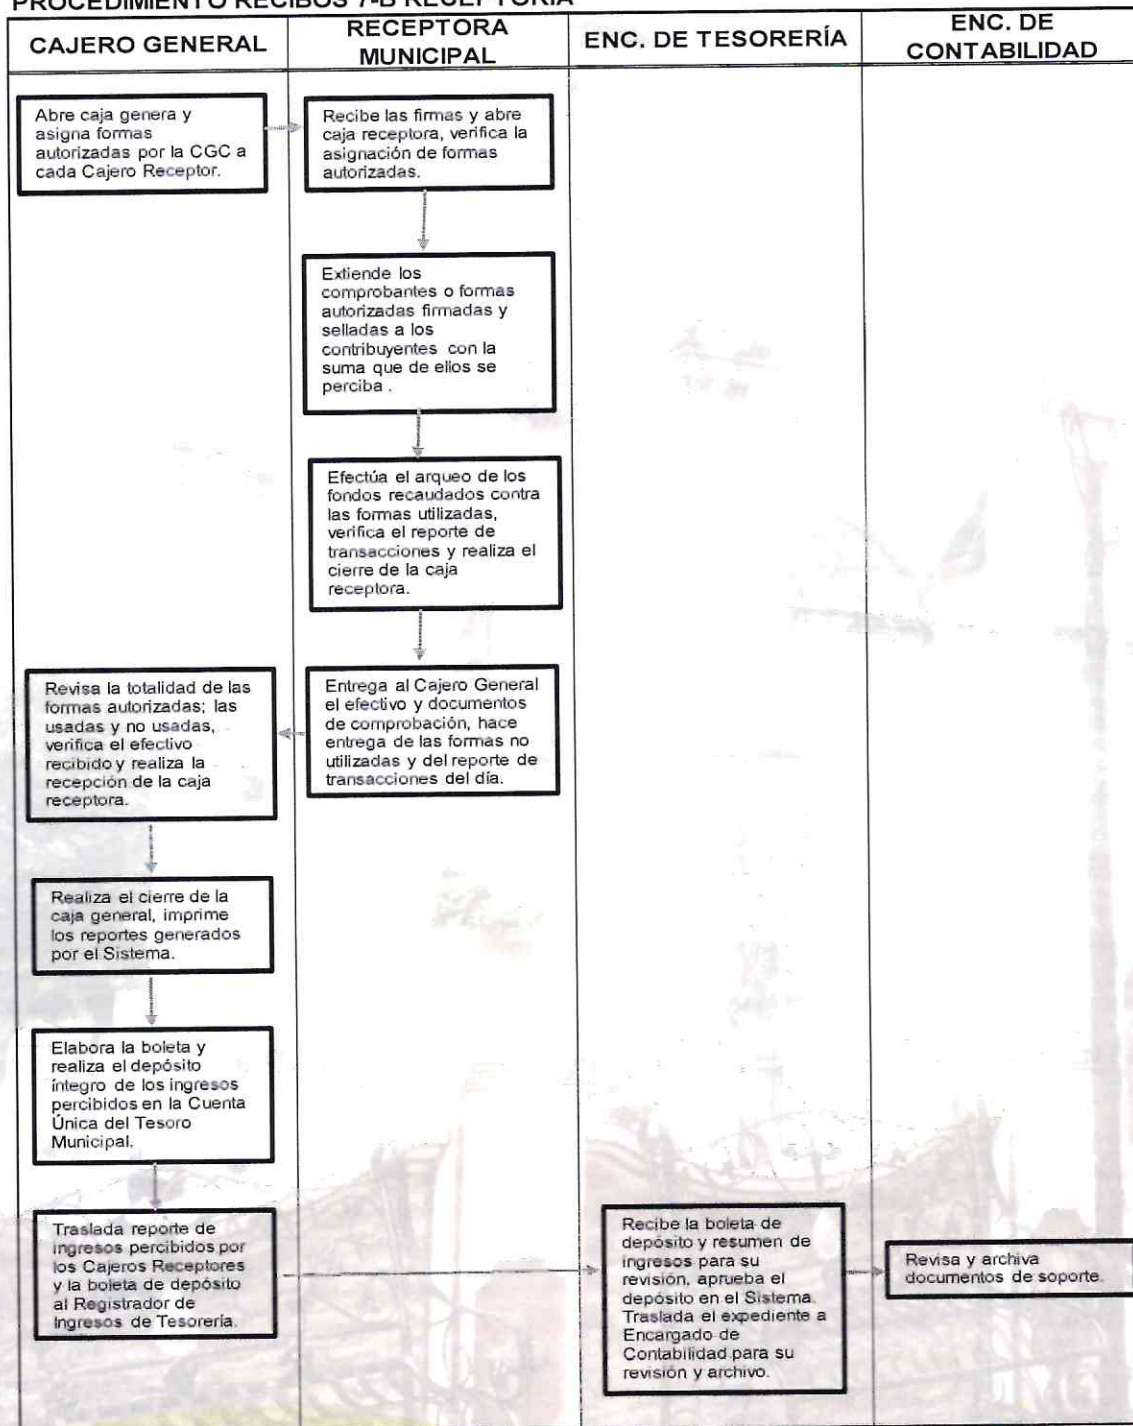 PROCEDIMIENTO RECIBOS 7-B RECEPTORÍA
CAJERO GENERAL
RECEPTORA
MUNICIPAL
ENC. DE TESORERÍA
ENC. DE
CONTABILIDAD
Abre caja genera y
asigna formas
autorizadas por la CGC a
cada Cajero Receptor.
Recibe las firmas y abre
caja receptora, verifica la
asignación de formas
autorizadas.
Extiende los
comprobantes o formas
autorizadas firmadas y
selladas a los
contribuyentes con la
suma que de ellos se
perciba .
Efectúa el arqueo de los
fondos recaudados contra
las formas utilizadas,
verifica el reporte de
transacciones y realiza el
cierre de la caja
receptora.
Entrega al Cajero General
el efectivo y documentos
de comprobación, hace
entrega de las formas no
utilizadas y del reporte de
transacciones del día.
Revisa la totalidad de las
formas autorizadas; las
usadas y no usadas,
verifica el efectivo
recibido y realiza la
recepción de la caja
receptora.
Realiza el cierre de la
caja general, imprime
los reportes generados
por el Sistema.
Elabora la boleta y
realiza el depósito
íntegro de los ingresos
percibidos en la Cuenta
Única del Tesoro
Municipal.
Traslada reporte de
ingresos percibidos por
los Cajeros Receptores
y la boleta de depósito
al Registrador de
Ingresos de Tesorería.
Recibe la boleta de
depósito y resumen de
ingresos para su
revisión, aprueba el
depósito en el Sistema.
Traslada el expediente a
Encargado de
Contabilidad para su
revisión y archivo.
Revisa y archiva
documentos de soporte.